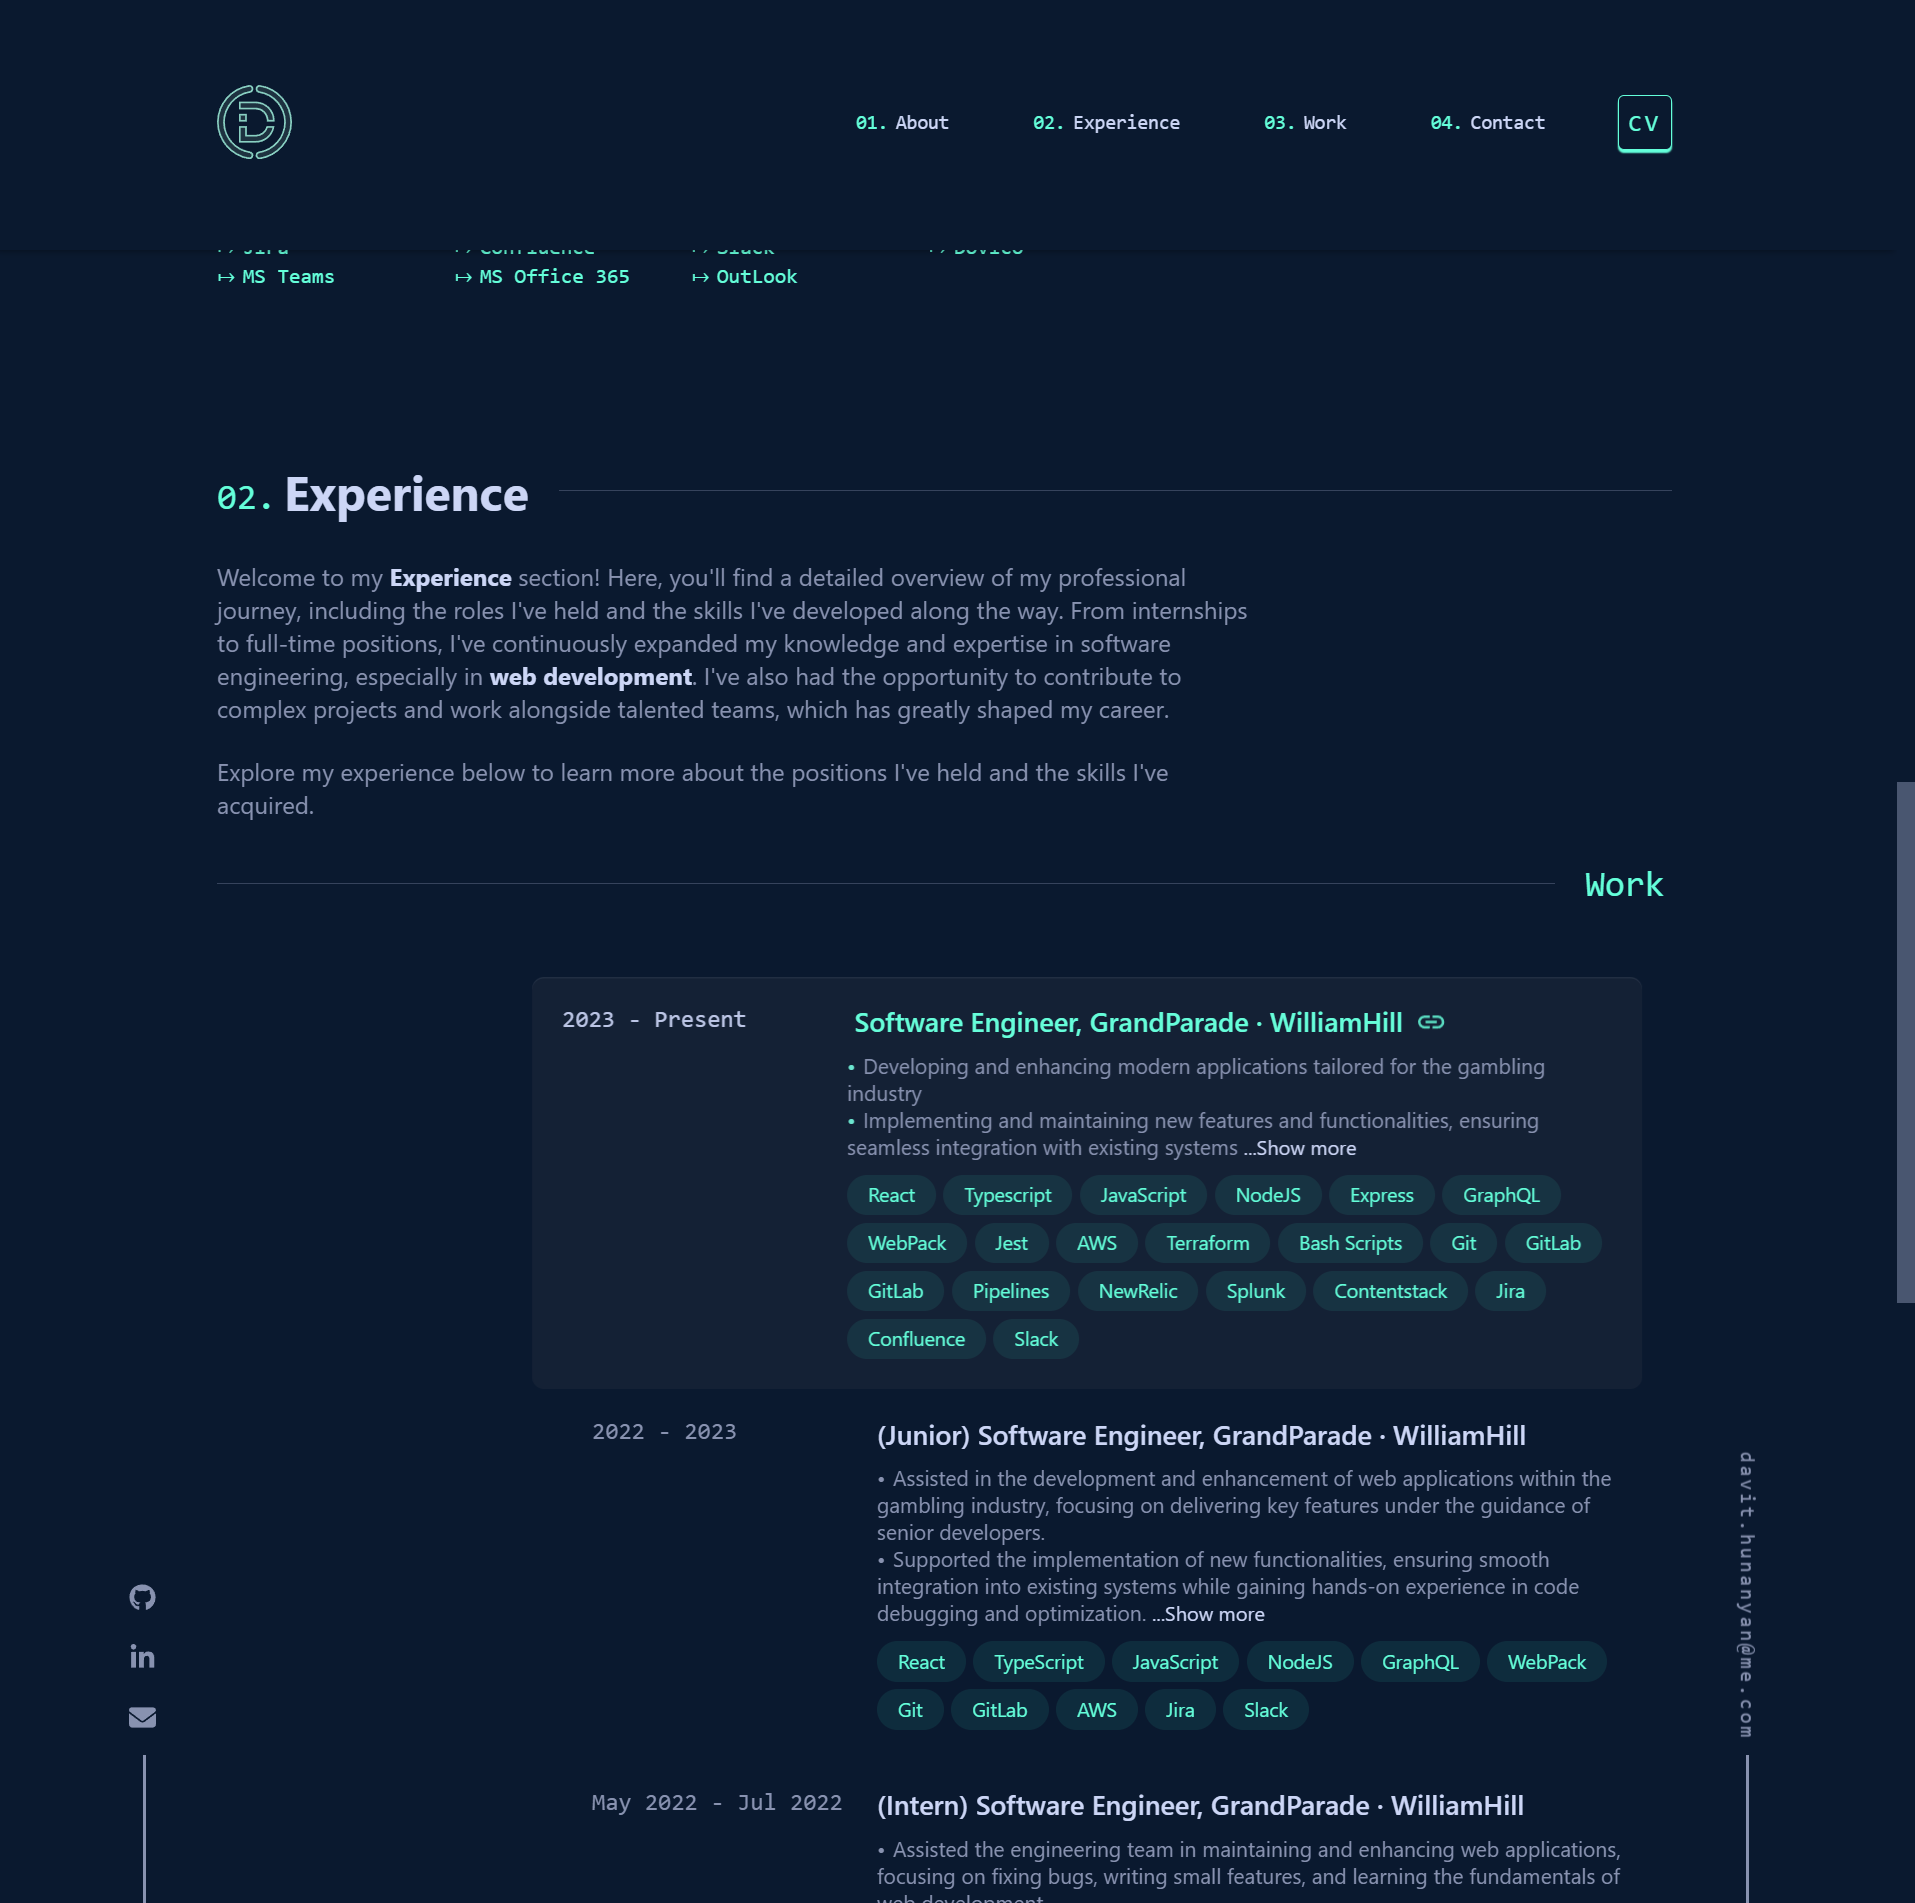 01. About
02. Experience
03. Work
04. Contact
CV
↦ Jira
↦ Confluence
↦ Slack
↦ Dovico
↦ MS Teams
↦ MS Office 365
↦ OutLook
02. Experience
Welcome to my Experience section! Here, you'll find a detailed overview of my professional
journey, including the roles I've held and the skills I've developed along the way. From internships
to full-time positions, I've continuously expanded my knowledge and expertise in software
engineering, especially in web development. I've also had the opportunity to contribute to
complex projects and work alongside talented teams, which has greatly shaped my career.
Explore my experience below to learn more about the positions I've held and the skills I've
acquired.
Work
2023 - Present
Software Engineer, GrandParade · WilliamHill
• Developing and enhancing modern applications tailored for the gambling
industry
• Implementing and maintaining new features and functionalities, ensuring
seamless integration with existing systems ...Show more
React Typescript JavaScript NodeJS Express GraphQL
WebPack Jest AWS Terraform Bash Scripts Git GitLab
GitLab Pipelines NewRelic Splunk Contentstack Jira
Confluence Slack
2022 - 2023
(Junior) Software Engineer, GrandParade · WilliamHill
• Assisted in the development and enhancement of web applications within the
gambling industry, focusing on delivering key features under the guidance of
senior developers.
• Supported the implementation of new functionalities, ensuring smooth
integration into existing systems while gaining hands-on experience in code
debugging and optimization. ...Show more
React TypeScript JavaScript NodeJS GraphQL WebPack
Git GitLab AWS Jira Slack
May 2022 - Jul 2022
(Intern) Software Engineer, GrandParade · WilliamHill
• Assisted the engineering team in maintaining and enhancing web applications,
focusing on fixing bugs, writing small features, and learning the fundamentals of
web development.
davit.hunanyan@me.com